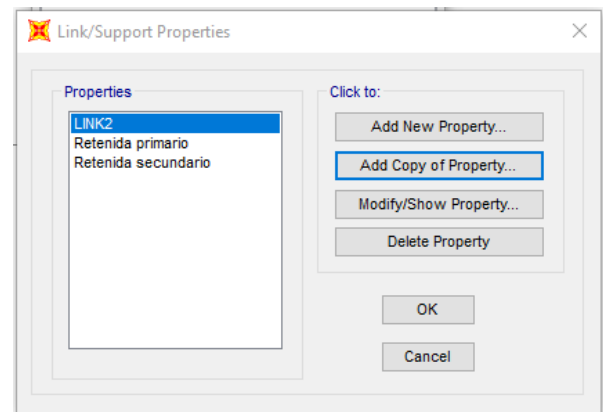 Link/Support Properties
Properties
LINK2
Retenida primario
Retenida secundario
Click to:
Add New Property...
Add Copy of Property...
Modify/Show Property...
Delete Property
OK
Cancel